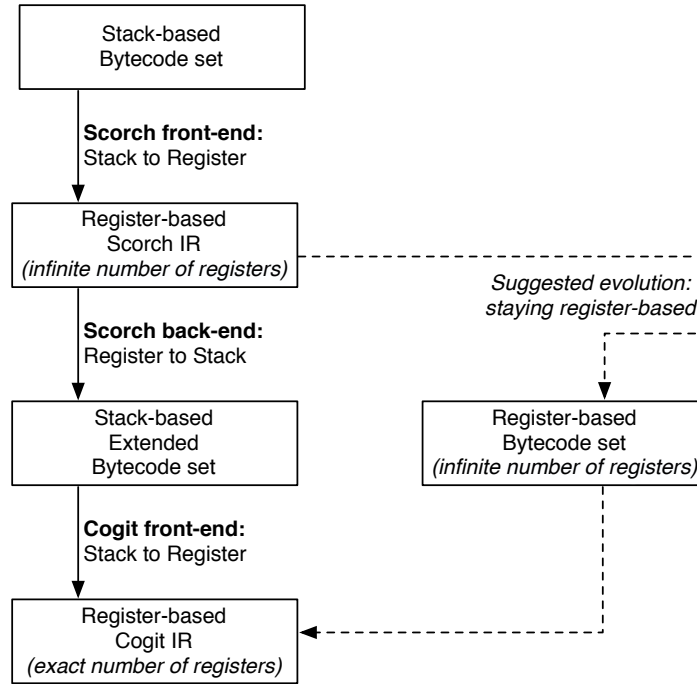 Stack-based
Bytecode set
Scorch front-end:
Stack to Register
Register-based
Scorch IR
(infinite number of registers)
Suggested evolution:
staying register-based
Scorch back-end:
Register to Stack
Stack-based
Extended
Bytecode set
Register-based
Bytecode set
(infinite number of registers)
Cogit front-end:
Stack to Register
Register-based
Cogit IR
(exact number of registers)